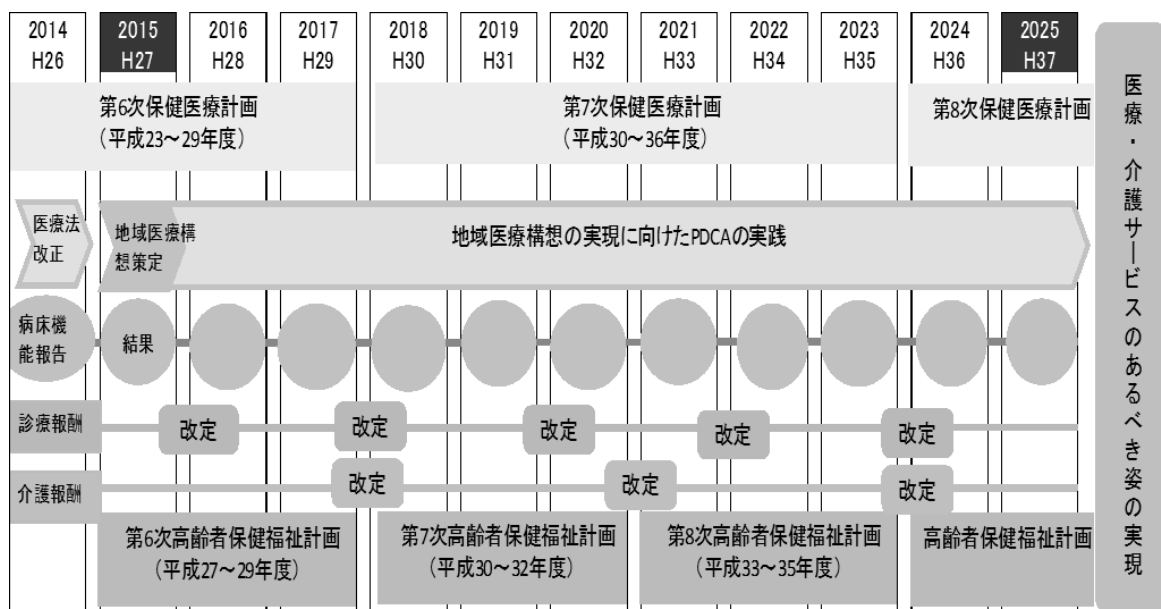 2014 2015 2016 2017 2018 2019 2020 2021 2022 2023 2024 2025
H26 H27 H28 H29 H30 H31 H32 H33 H34 H35 H36 H37
第6次保健医療計画
(平成23～29年度)
第7次保健医療計画
(平成30～36年度)
第8次保健医療計画
医療法
改正
地域医療構
想策定
地域医療構想の実現に向けたPDCAの実践
病床機
能報告
結果
診療報酬
改定 改定 改定 改定 改定
介護報酬
改定 改定 改定
第6次高齢者保健福祉計画
(平成27～29年度)
第7次高齢者保健福祉計画
(平成30～32年度)
第8次高齢者保健福祉計画
(平成33～35年度)
高齢者保健福祉計画
医療・介護サービスのあるべき姿の実現